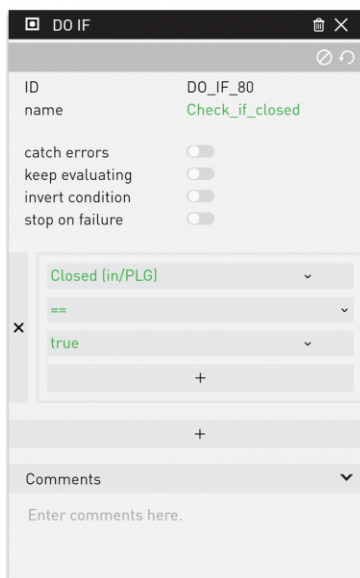 DO IF
ID DO_IF_80
name Check_if_closed
catch errors
keep evaluating
invert condition
stop on failure
Closed (in/PLG)
==
true
+
+
Comments
Enter comments here.